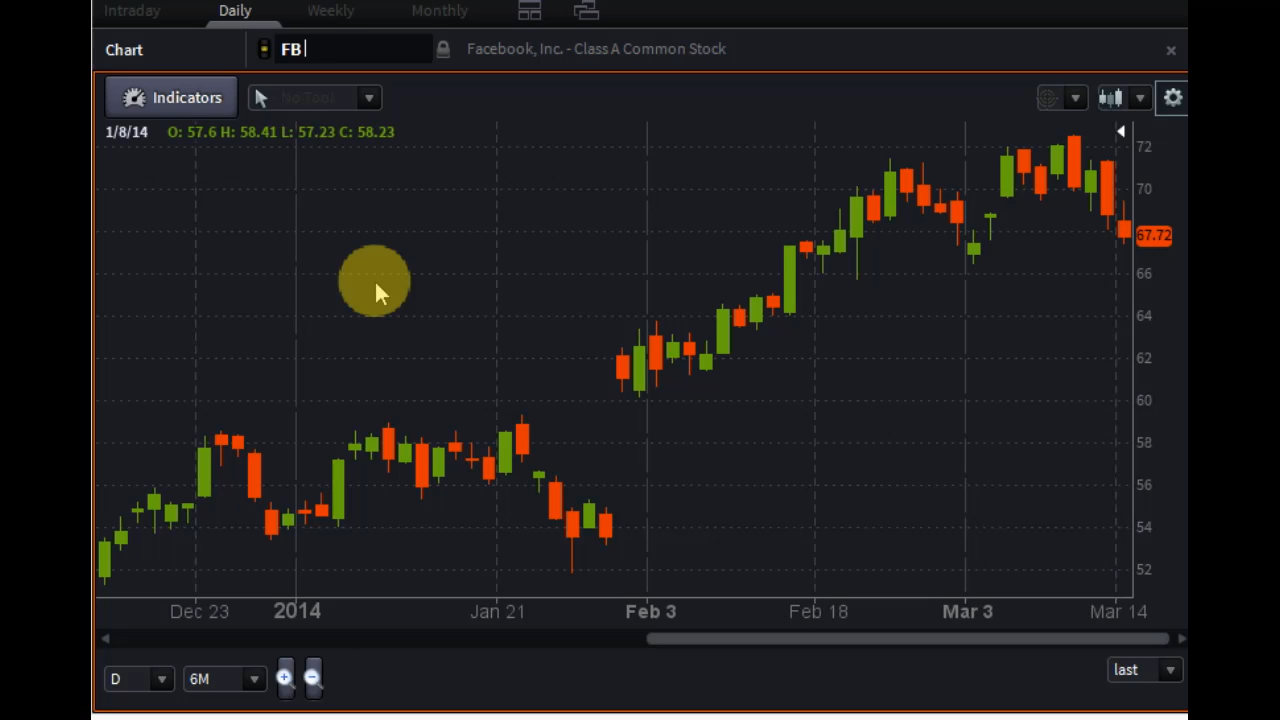 Intraday Daily Weekly Monthly
Chart FB Facebook, Inc. - Class A Common Stock
Indicators No Tool
1/8/14 O: 57.6 H: 58.41 L: 57.23 C: 58.23
72
70
67.72
66
64
62
60
58
56
54
52
Dec 23 2014 Jan 21 Feb 3 Feb 18 Mar 3 Mar 14
D 6M last